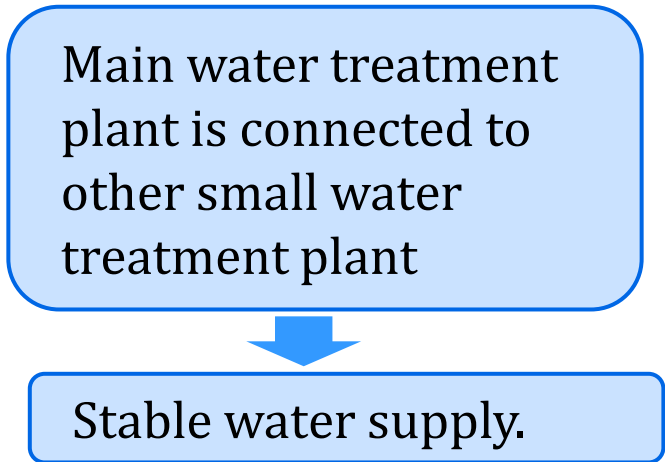 Main water treatment
plant is connected to
other small water
treatment plant
Stable water supply.